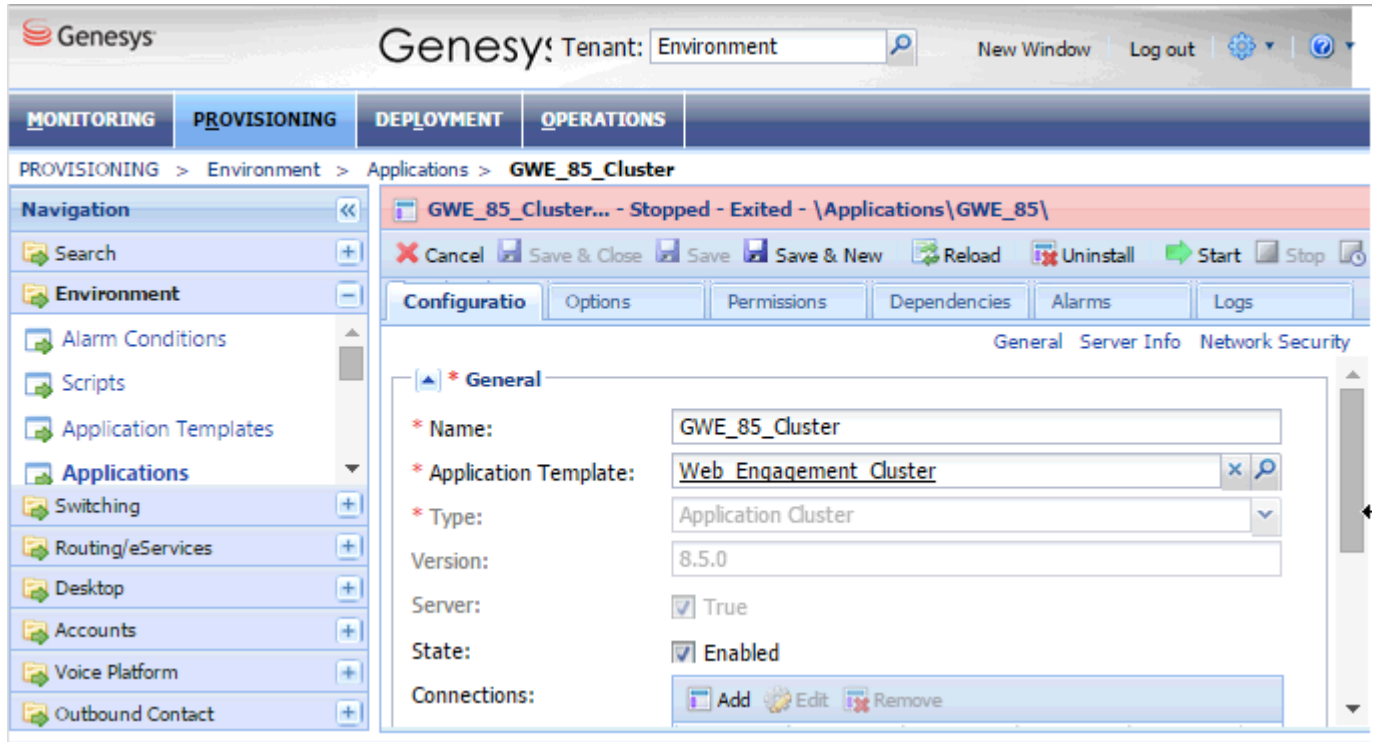 Genesys
Genesys Tenant: Environment New Window Log out
MONITORING PROVISIONING DEPLOYMENT OPERATIONS
PROVISIONING > Environment > Applications > GWE_85_Cluster
Navigation
Search
Environment
Alarm Conditions
Scripts
Application Templates
Applications
Switching
Routing/eServices
Desktop
Accounts
Voice Platform
Outbound Contact
GWE_85_Cluster... - Stopped - Exited - \Applications\GWE_85\
Cancel Save & Close Save Save & New Reload Uninstall Start Stop
Configuratio Options Permissions Dependencies Alarms Logs
General Server Info Network Security
* General
* Name: GWE_85_Cluster
* Application Template: Web_Engagement_Cluster
* Type: Application Cluster
Version: 8.5.0
Server: True
State: Enabled
Connections: Add Edit Remove